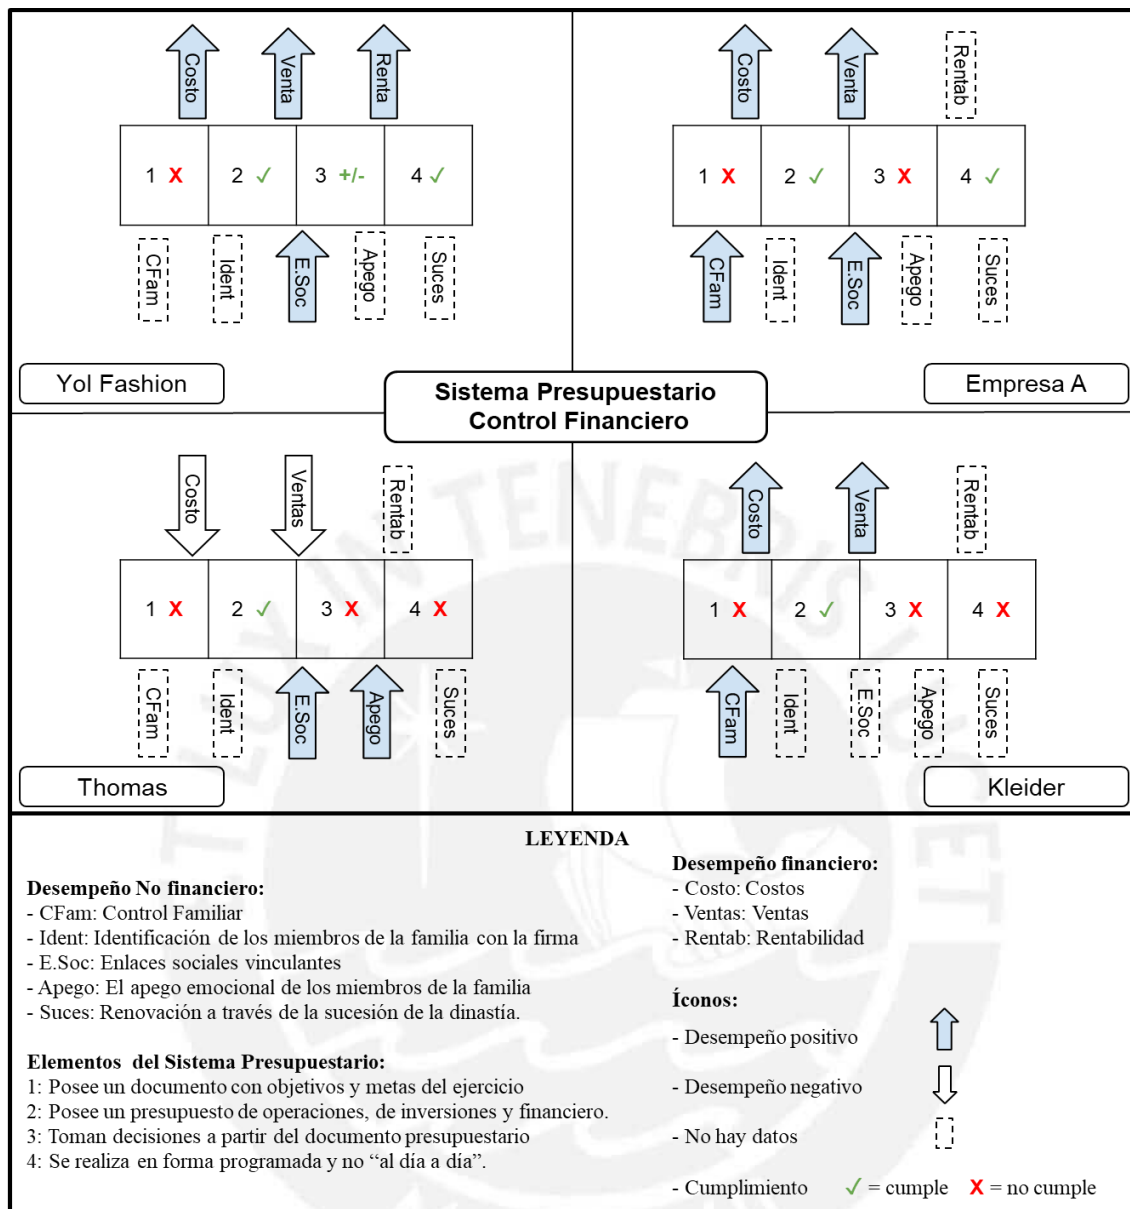 Costo
Venta
Renta
1 X
2 ✓
3 +/-
4 ✓
CFam
Ident
E.Soc
Apego
Suces
Yol Fashion
Costo
Venta
Rentab
1 X
2 ✓
3 X
4 ✓
CFam
Ident
E.Soc
Apego
Suces
Empresa A
Sistema Presupuestario
Control Financiero
Costo
Ventas
Rentab
1 X
2 ✓
3 X
4 X
CFam
Ident
E.Soc
Apego
Suces
Thomas
Costo
Venta
Rentab
1 X
2 ✓
3 X
4 X
CFam
Ident
E.Soc
Apego
Suces
Kleider
ET LUX IN TENEBRIS LUCET
LEYENDA
Desempeño No financiero:
- CFam: Control Familiar
- Ident: Identificación de los miembros de la familia con la firma
- E.Soc: Enlaces sociales vinculantes
- Apego: El apego emocional de los miembros de la familia
- Suces: Renovación a través de la sucesión de la dinastía.
Elementos del Sistema Presupuestario:
1: Posee un documento con objetivos y metas del ejercicio
2: Posee un presupuesto de operaciones, de inversiones y financiero.
3: Toman decisiones a partir del documento presupuestario
4: Se realiza en forma programada y no “al día a día”.
Desempeño financiero:
- Costo: Costos
- Ventas: Ventas
- Rentab: Rentabilidad
Íconos:
- Desempeño positivo
- Desempeño negativo
- No hay datos
- Cumplimiento ✓ = cumple X = no cumple